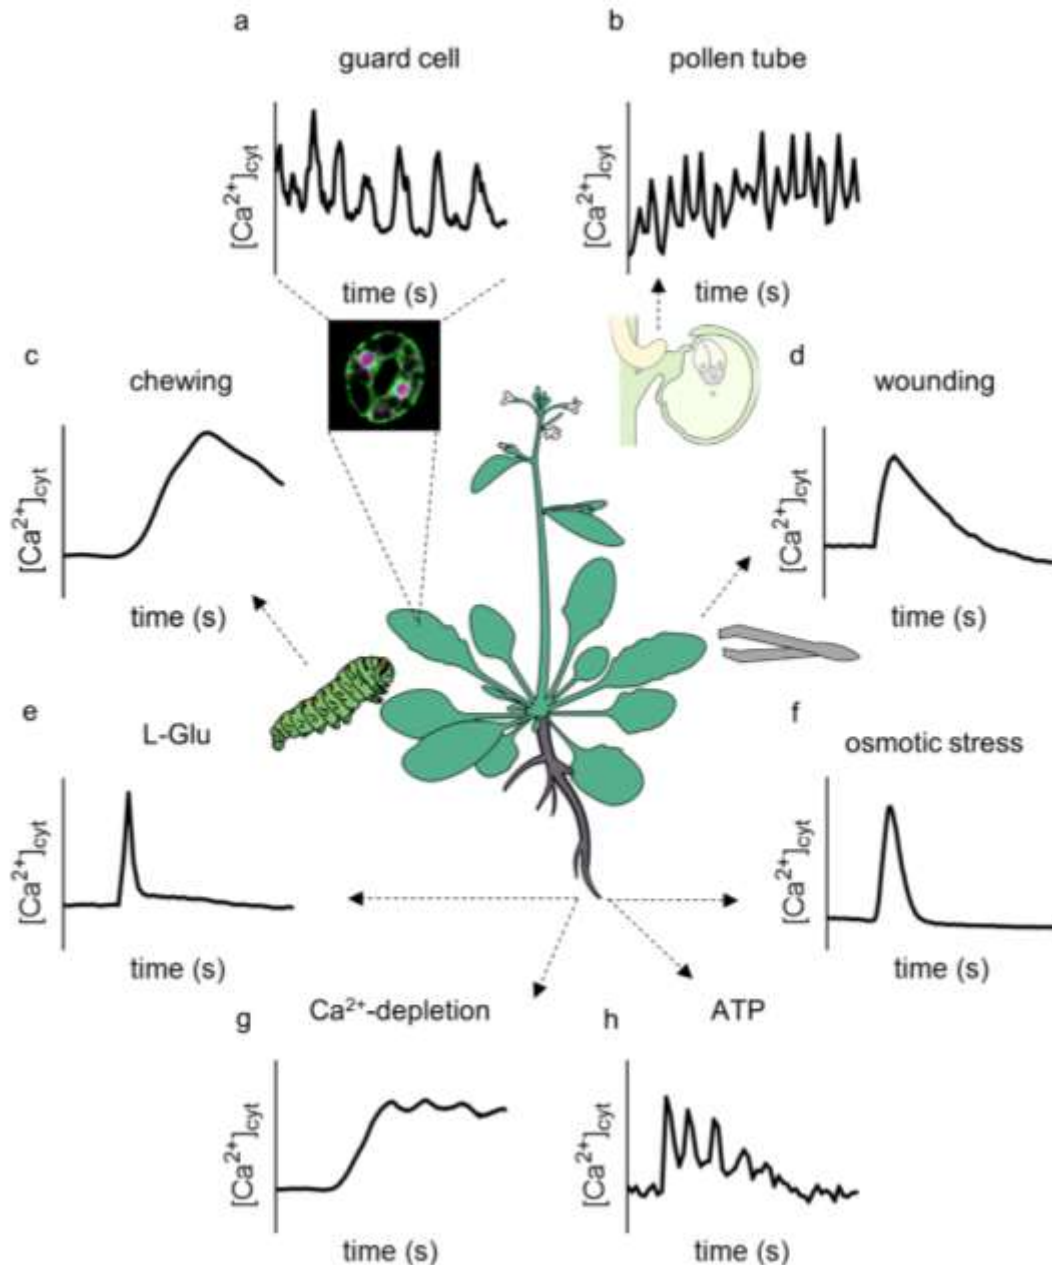 a
guard cell
[Ca²⁺]cyt
time (s)
b
pollen tube
[Ca²⁺]cyt
time (s)
c
chewing
[Ca²⁺]cyt
time (s)
d
wounding
[Ca²⁺]cyt
time (s)
e
L-Glu
[Ca²⁺]cyt
time (s)
f
osmotic stress
[Ca²⁺]cyt
time (s)
g
Ca²⁺-depletion
[Ca²⁺]cyt
time (s)
h
ATP
[Ca²⁺]cyt
time (s)